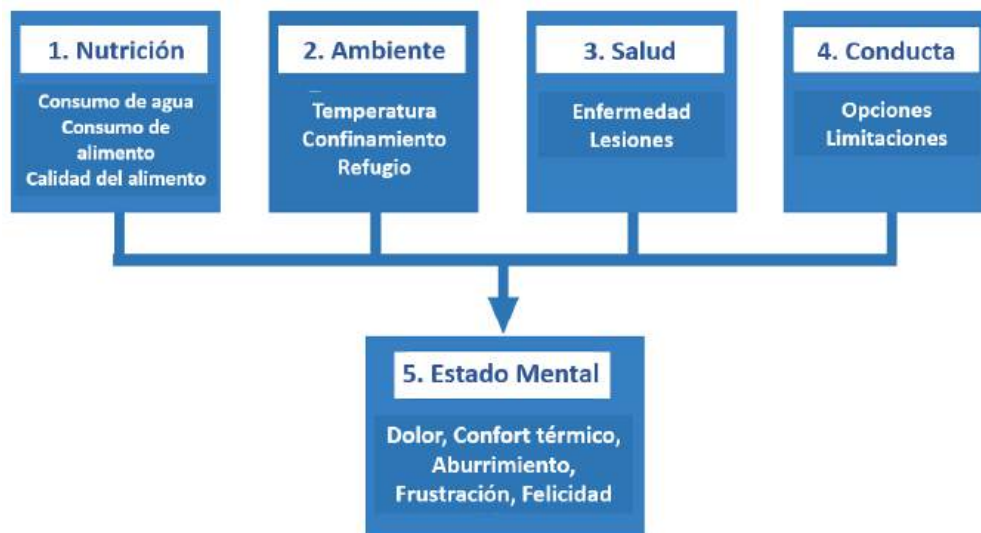 1. Nutrición
Consumo de agua
Consumo de
alimento
Calidad del alimento
2. Ambiente
Temperatura
Confinamiento
Refugio
3. Salud
Enfermedad
Lesiones
4. Conducta
Opciones
Limitaciones
5. Estado Mental
Dolor, Confort térmico,
Aburrimiento,
Frustración, Felicidad